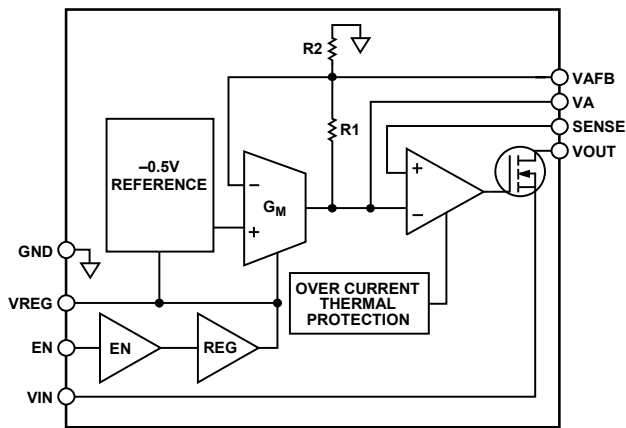 R2
VAFB
VA
R1
SENSE
VOUT
–0.5V
REFERENCE
–
+
GM
+
–
GND
OVER CURRENT
THERMAL
PROTECTION
VREG
EN
EN
REG
VIN